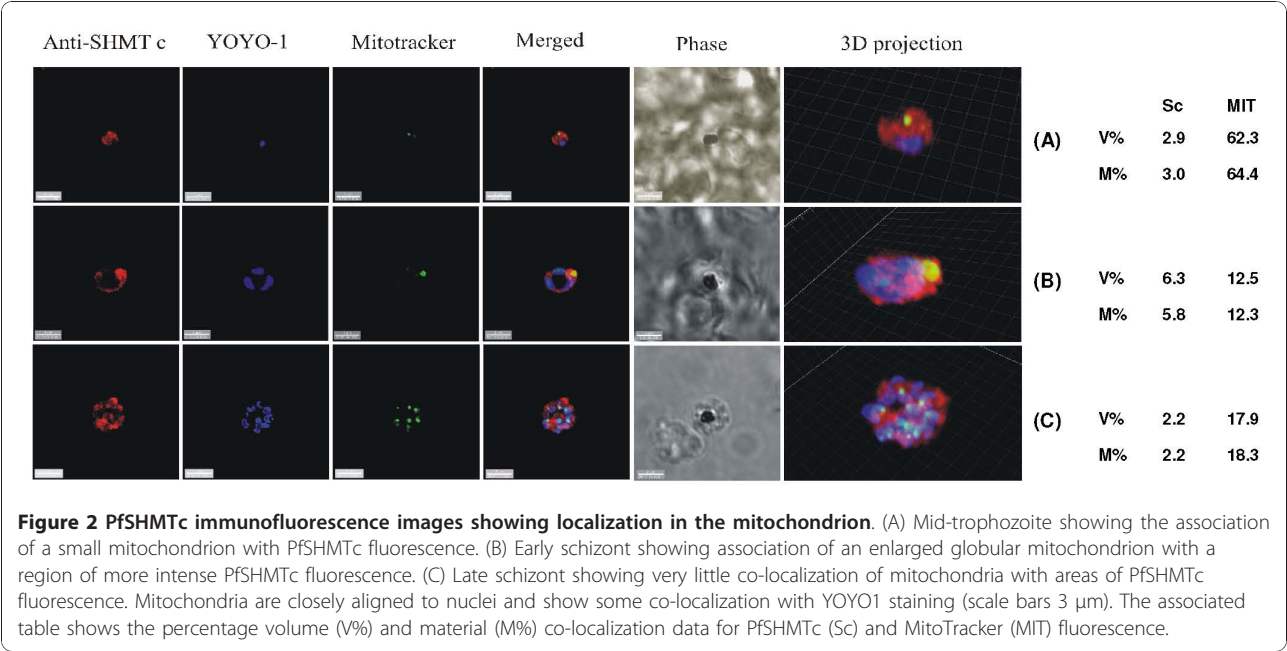 Anti-SHMT c YOYO-1 Mitotracker Merged Phase 3D projection
Sc MIT
(A) V% 2.9 62.3
M% 3.0 64.4
(B) V% 6.3 12.5
M% 5.8 12.3
(C) V% 2.2 17.9
M% 2.2 18.3
Figure 2 PfSHMTc immunofluorescence images showing localization in the mitochondrion. (A) Mid-trophozoite showing the association
of a small mitochondrion with PfSHMTc fluorescence. (B) Early schizont showing association of an enlarged globular mitochondrion with a
region of more intense PfSHMTc fluorescence. (C) Late schizont showing very little co-localization of mitochondria with areas of PfSHMTc
fluorescence. Mitochondria are closely aligned to nuclei and show some co-localization with YOYO1 staining (scale bars 3 μm). The associated
table shows the percentage volume (V%) and material (M%) co-localization data for PfSHMTc (Sc) and MitoTracker (MIT) fluorescence.